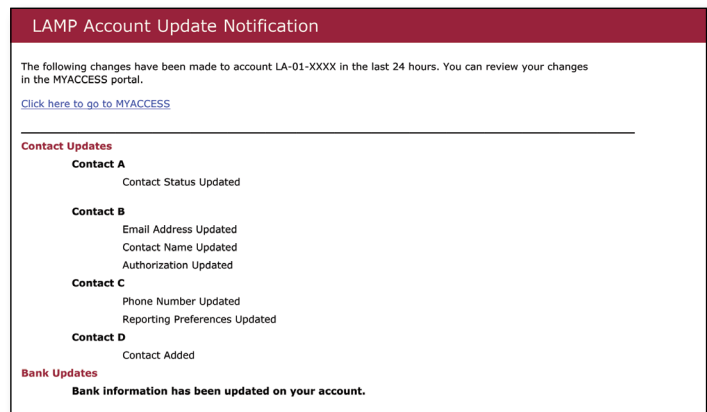 LAMP Account Update Notification
The following changes have been made to account LA-01-XXXX in the last 24 hours. You can review your changes
in the MYACCESS portal.
Click here to go to MYACCESS
Contact Updates
Contact A
Contact Status Updated
Contact B
Email Address Updated
Contact Name Updated
Authorization Updated
Contact C
Phone Number Updated
Reporting Preferences Updated
Contact D
Contact Added
Bank Updates
Bank information has been updated on your account.